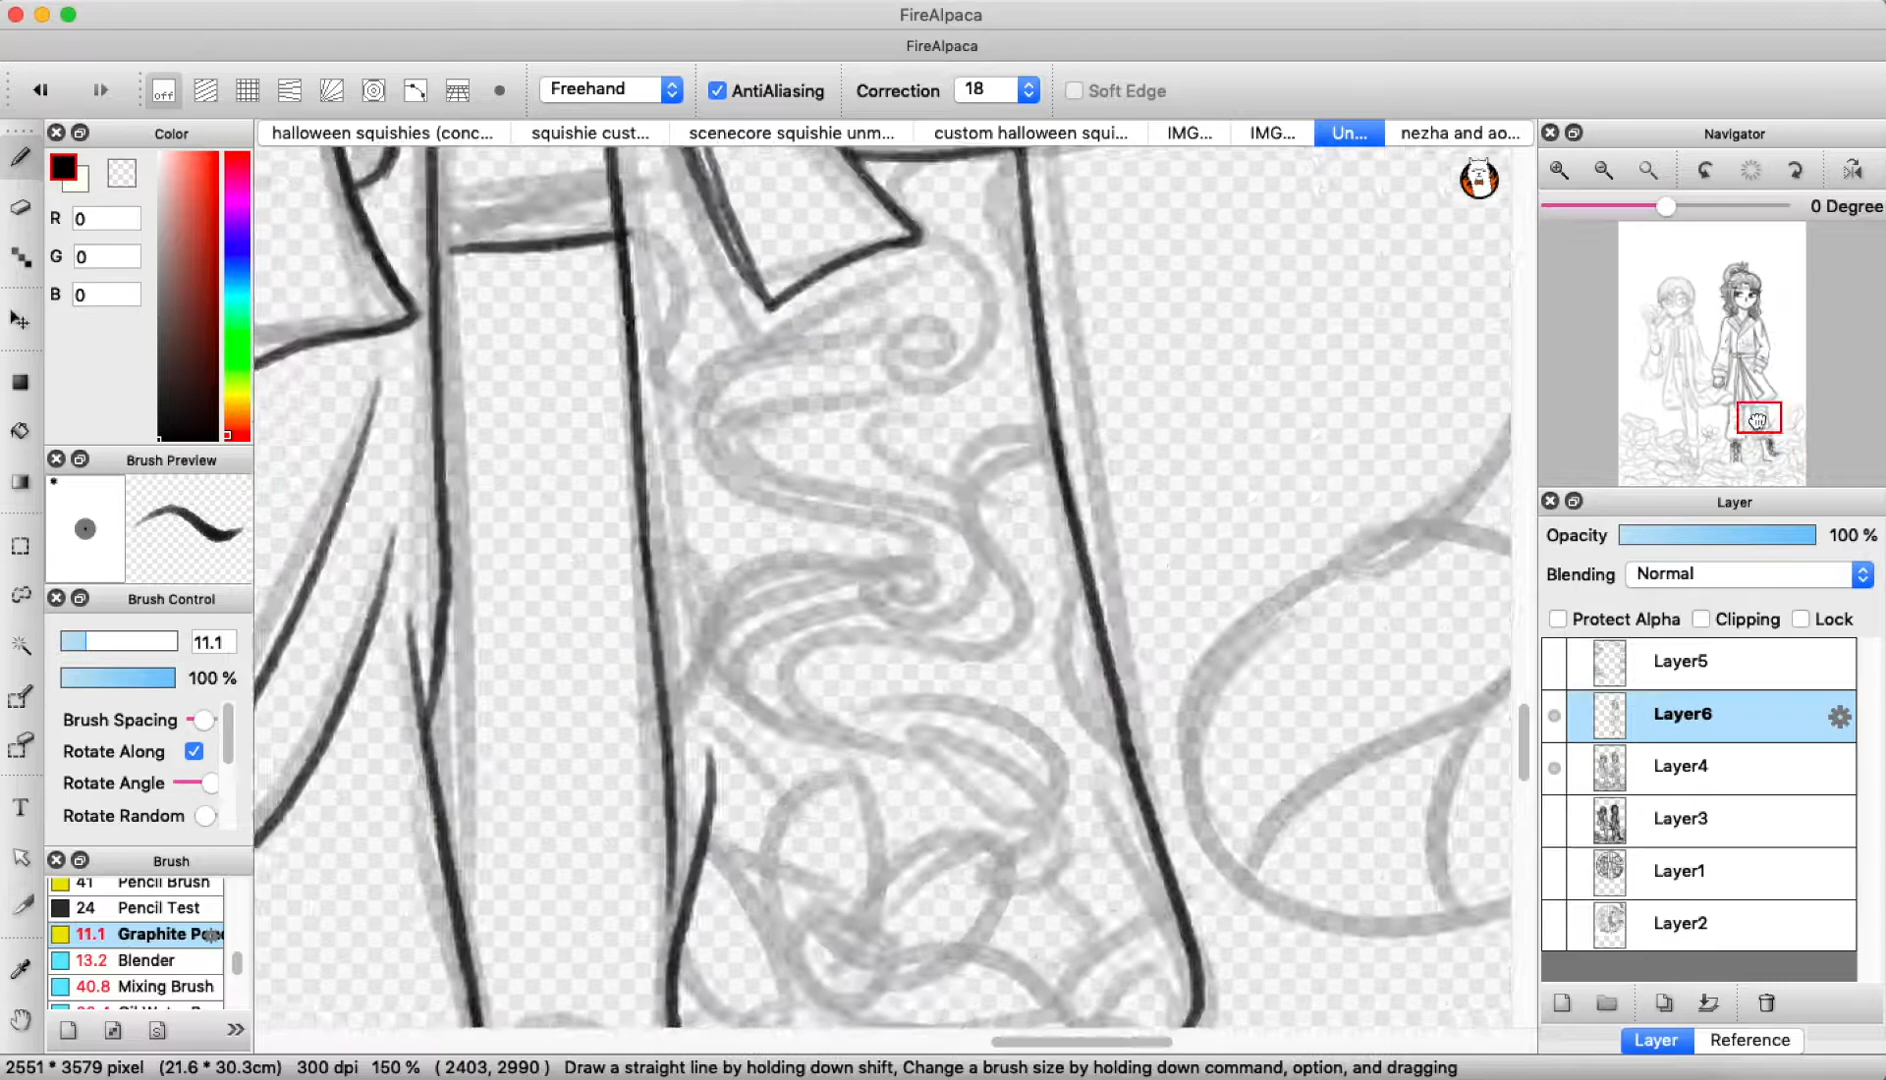 FireAlpaca
FireAlpaca
off
Freehand
AntiAliasing
Correction
18
Soft Edge
Color
halloween squishies (conc...
squishie cust...
scenecore squishie unm...
custom halloween squi...
IMG...
IMG...
Un...
nezha and ao...
Navigator
R 0
G 0
B 0
0 Degree
Brush Preview
Layer
Opacity
100 %
Blending
Normal
Brush Control
Protect Alpha
Clipping
Lock
11.1
100 %
Layer5
Brush Spacing
Layer6
Rotate Along
Layer4
Rotate Angle
Rotate Random
Layer3
Brush
Layer1
41 Pencil Brush
24 Pencil Test
Layer2
11.1 Graphite
13.2 Blender
40.8 Mixing Brush
S
Layer
Reference
2551 * 3579 pixel (21.6 * 30.3cm) 300 dpi 150 % ( 2403, 2990 ) Draw a straight line by holding down shift, Change a brush size by holding down command, option, and dragging